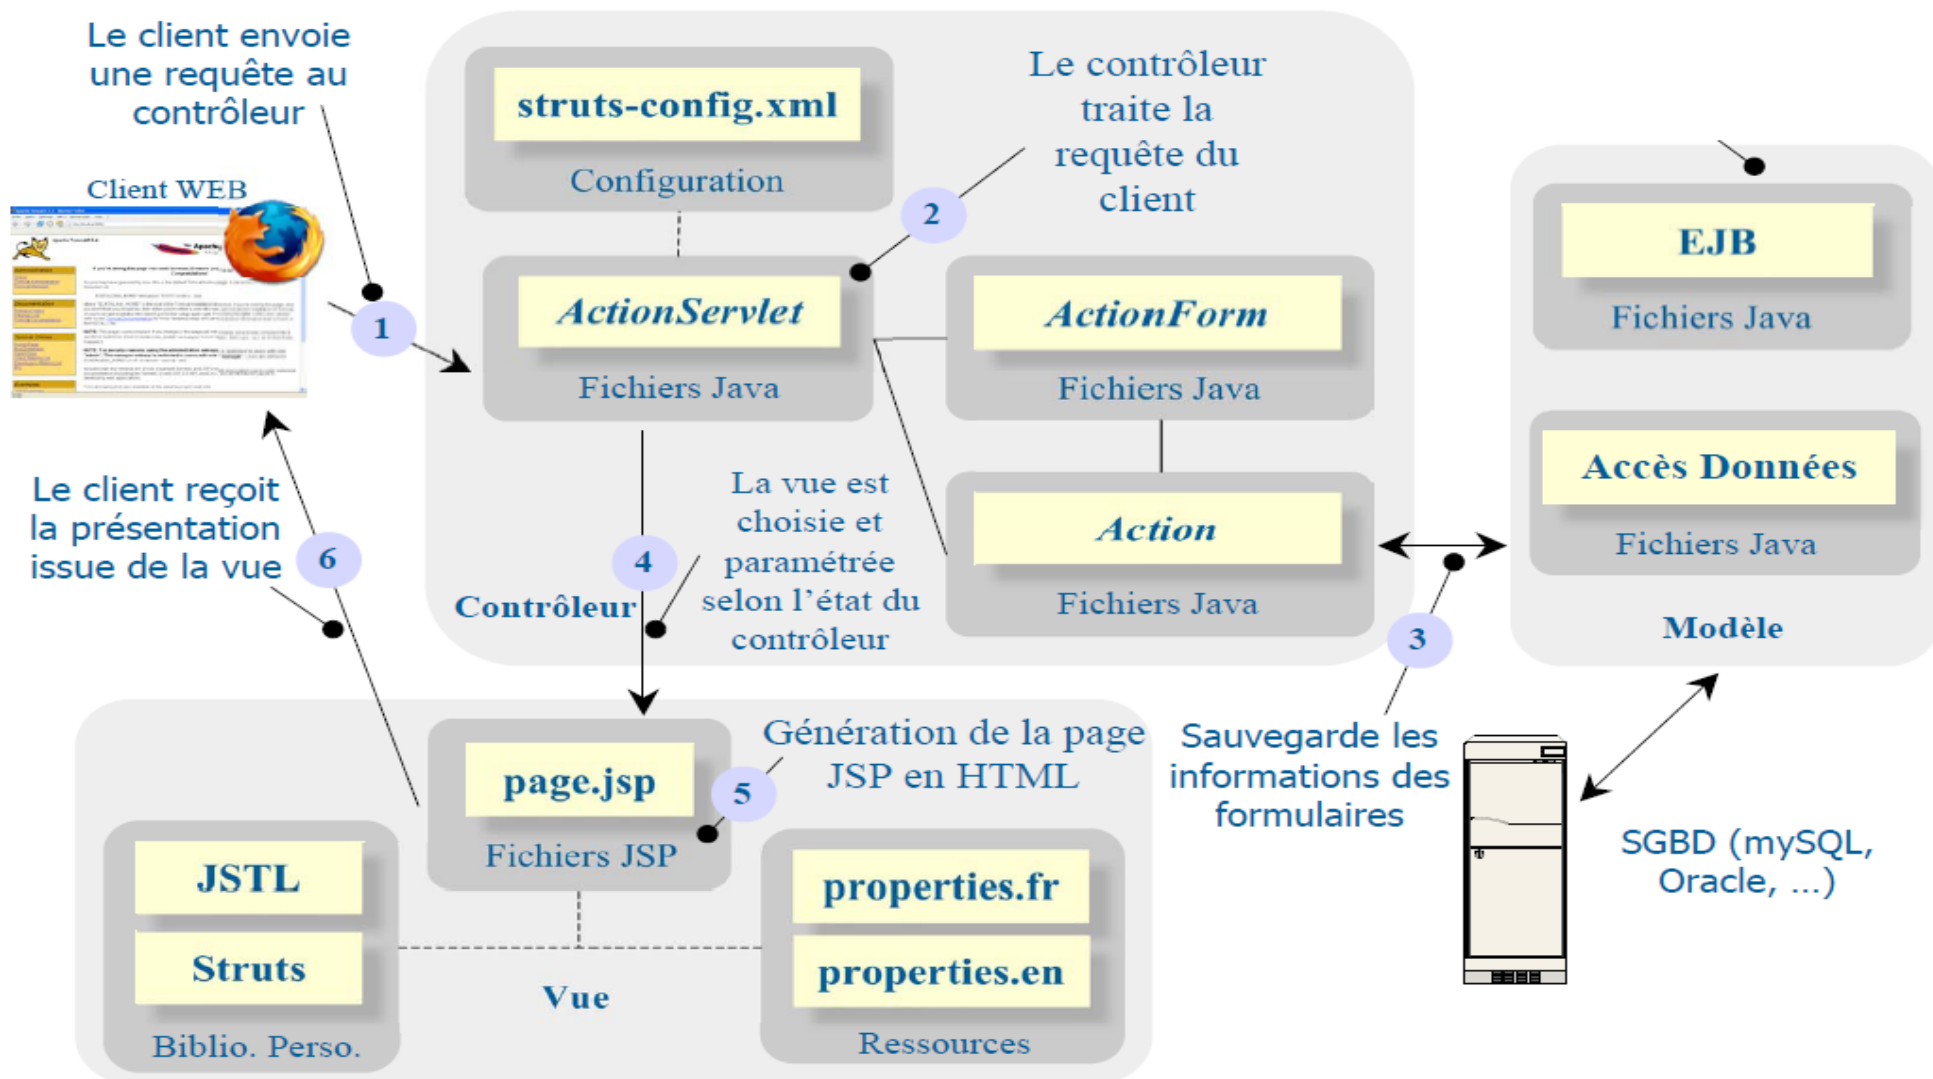 Le client envoie
une requête au
contrôleur
Client WEB
1
struts-config.xml
Configuration
Le contrôleur
traite la
requête du
client
2
ActionServlet
Fichiers Java
ActionForm
Fichiers Java
Action
Fichiers Java
EJB
Fichiers Java
Accès Données
Fichiers Java
Modèle
Le client reçoit
la présentation
issue de la vue
6
4
La vue est
choisie et
paramétrée
selon l’état du
contrôleur
Contrôleur
3
Sauvegarde les
informations des
formulaires
SGBD (mySQL,
Oracle, ...)
page.jsp
Fichiers JSP
5
Génération de la page
JSP en HTML
JSTL
Struts
Biblio. Perso.
Vue
properties.fr
properties.en
Ressources